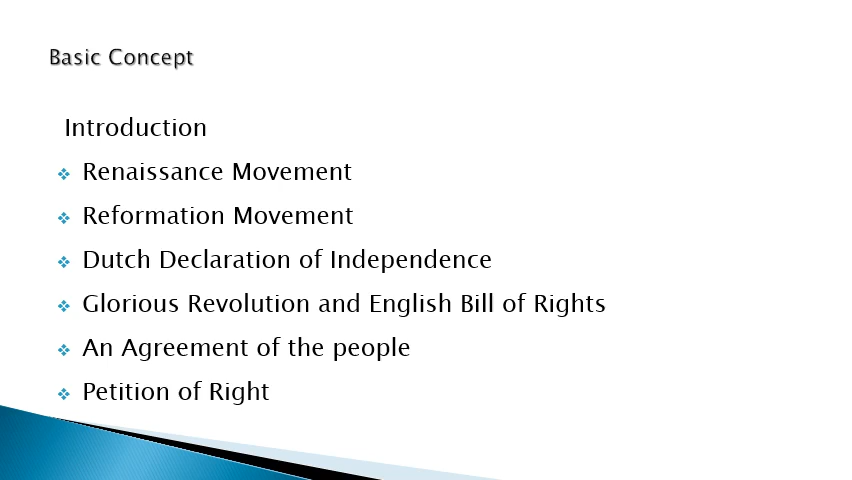 Basic Concept
Introduction
Renaissance Movement
Reformation Movement
Dutch Declaration of Independence
Glorious Revolution and English Bill of Rights
An Agreement of the people
Petition of Right